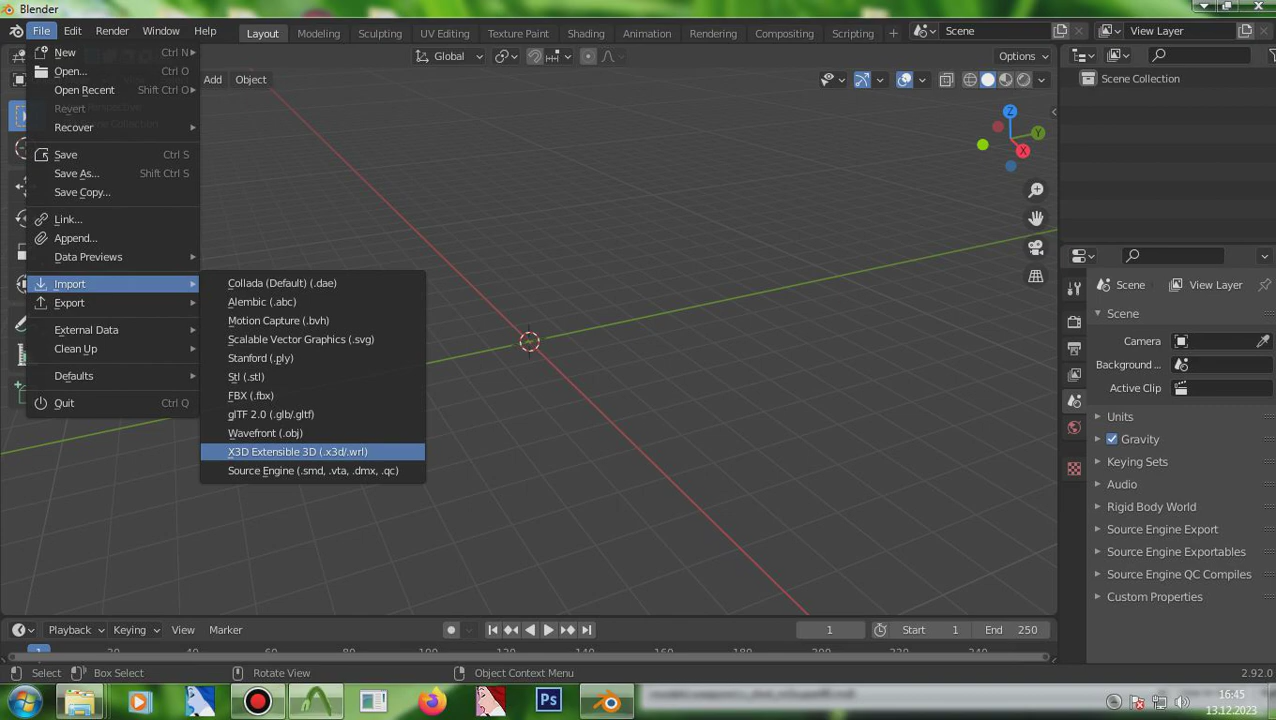 Blender
File Edit Render Window Help
Layout Modeling Sculpting UV Editing Texture Paint Shading Animation Rendering Compositing Scripting +
Scene
View Layer
New Ctrl N
Open... Ctrl O
Open Recent Shift Ctrl O
Revert
Recover
Save Ctrl S
Save As... Shift Ctrl S
Save Copy...
Link...
Append...
Data Previews
Import
Export
External Data
Clean Up
Defaults
Quit Ctrl Q
Collada (Default) (.dae)
Alembic (.abc)
Motion Capture (.bvh)
Scalable Vector Graphics (.svg)
Stanford (.ply)
Stl (.stl)
FBX (.fbx)
glTF 2.0 (.glb/.gltf)
Wavefront (.obj)
X3D Extensible 3D (.x3d/.wrl)
Source Engine (.smd, .vta, .dmx, .qc)
Add Object
Global
Options
Z
Y
X
Scene Collection
Scene View Layer
Scene
Camera
Background ...
Active Clip
Units
Gravity
Keying Sets
Audio
Rigid Body World
Source Engine Export
Source Engine Exportables
Source Engine QC Compiles
Custom Properties
Playback Keying View Marker
1 Start 1 End 250
1
Select Box Select Rotate View Object Context Menu 2.92.0
Ps
16:45
13.12.2023